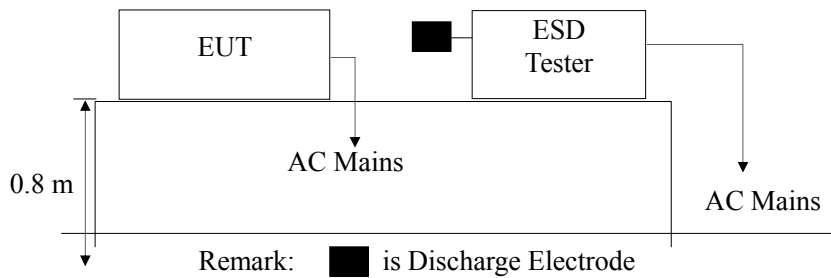 EUT
ESD
Tester
AC Mains
0.8 m
AC Mains
Remark: is Discharge Electrode